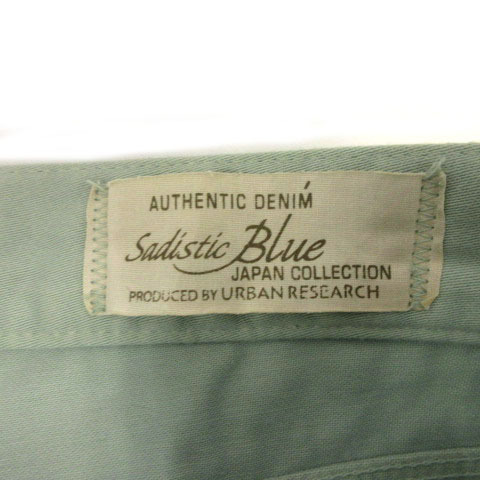 AUTHENTIC DENIM
Sadistic Blue
JAPAN COLLECTION
PRODUCED BY URBAN RESEARCH